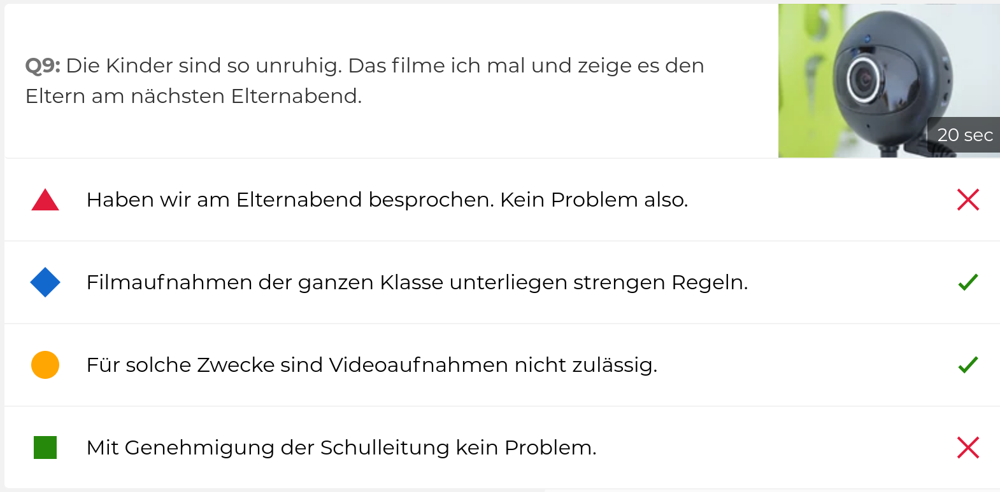 Q9: Die Kinder sind so unruhig. Das filme ich mal und zeige es den
Eltern am nächsten Elternabend.
20 sec
Haben wir am Elternabend besprochen. Kein Problem also.
Filmaufnahmen der ganzen Klasse unterliegen strengen Regeln.
Für solche Zwecke sind Videoaufnahmen nicht zulässig.
Mit Genehmigung der Schulleitung kein Problem.